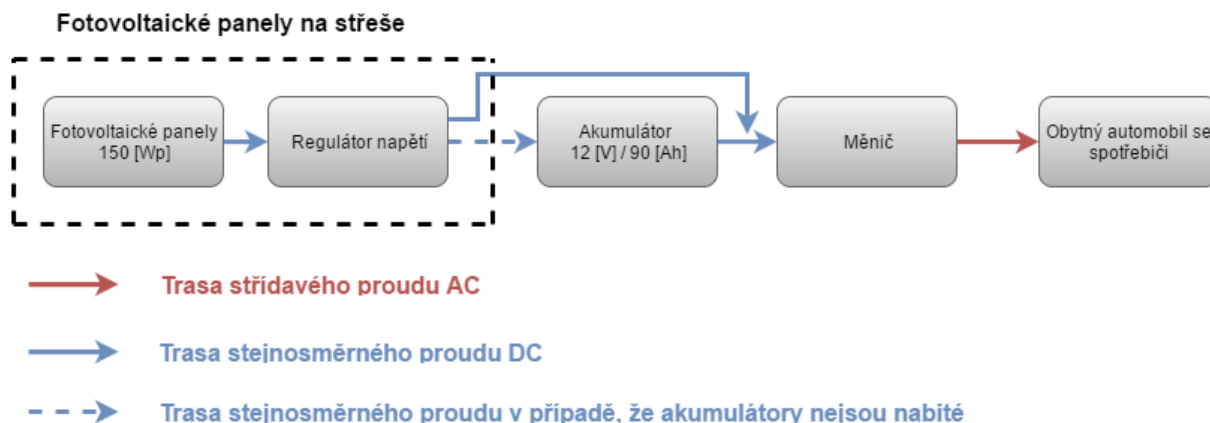 Fotovoltaické panely na střeše
Fotovoltaické panely
150 [Wp]
Regulátor napětí
Akumulátor
12 [V] / 90 [Ah]
Měnič
Obytný automobil se
spotřebiči
Trasa střídavého proudu AC
Trasa stejnosměrného proudu DC
Trasa stejnosměrného proudu v případě, že akumulátory nejsou nabité